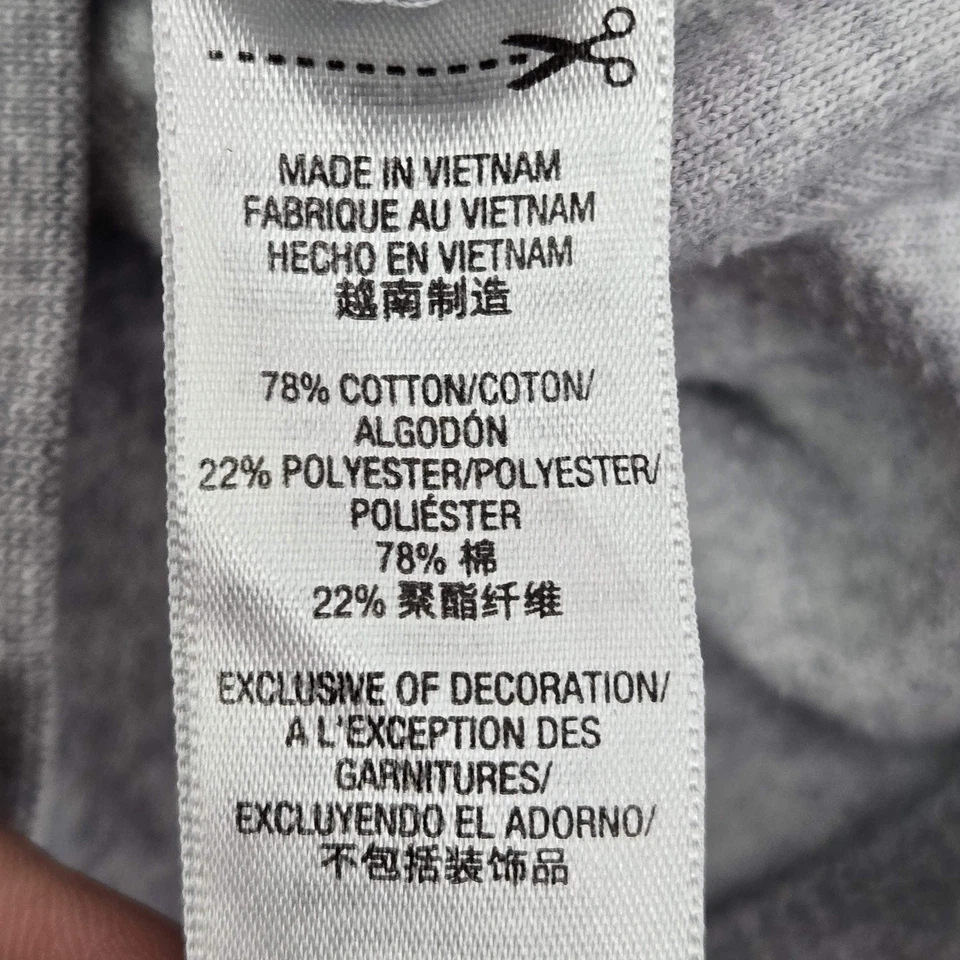 MADE IN VIETNAM
FABRIQUE AU VIETNAM
HECHO EN VIETNAM
越南制造
78% COTTON/COTON/
ALGODÓN
22% POLYESTER/POLYESTER/
POLIÉSTER
78% 棉
22% 聚酯纤维
EXCLUSIVE OF DECORATION/
A L'EXCEPTION DES
GARNITURES/
EXCLUYENDO EL ADORNO/
不包括装饰品